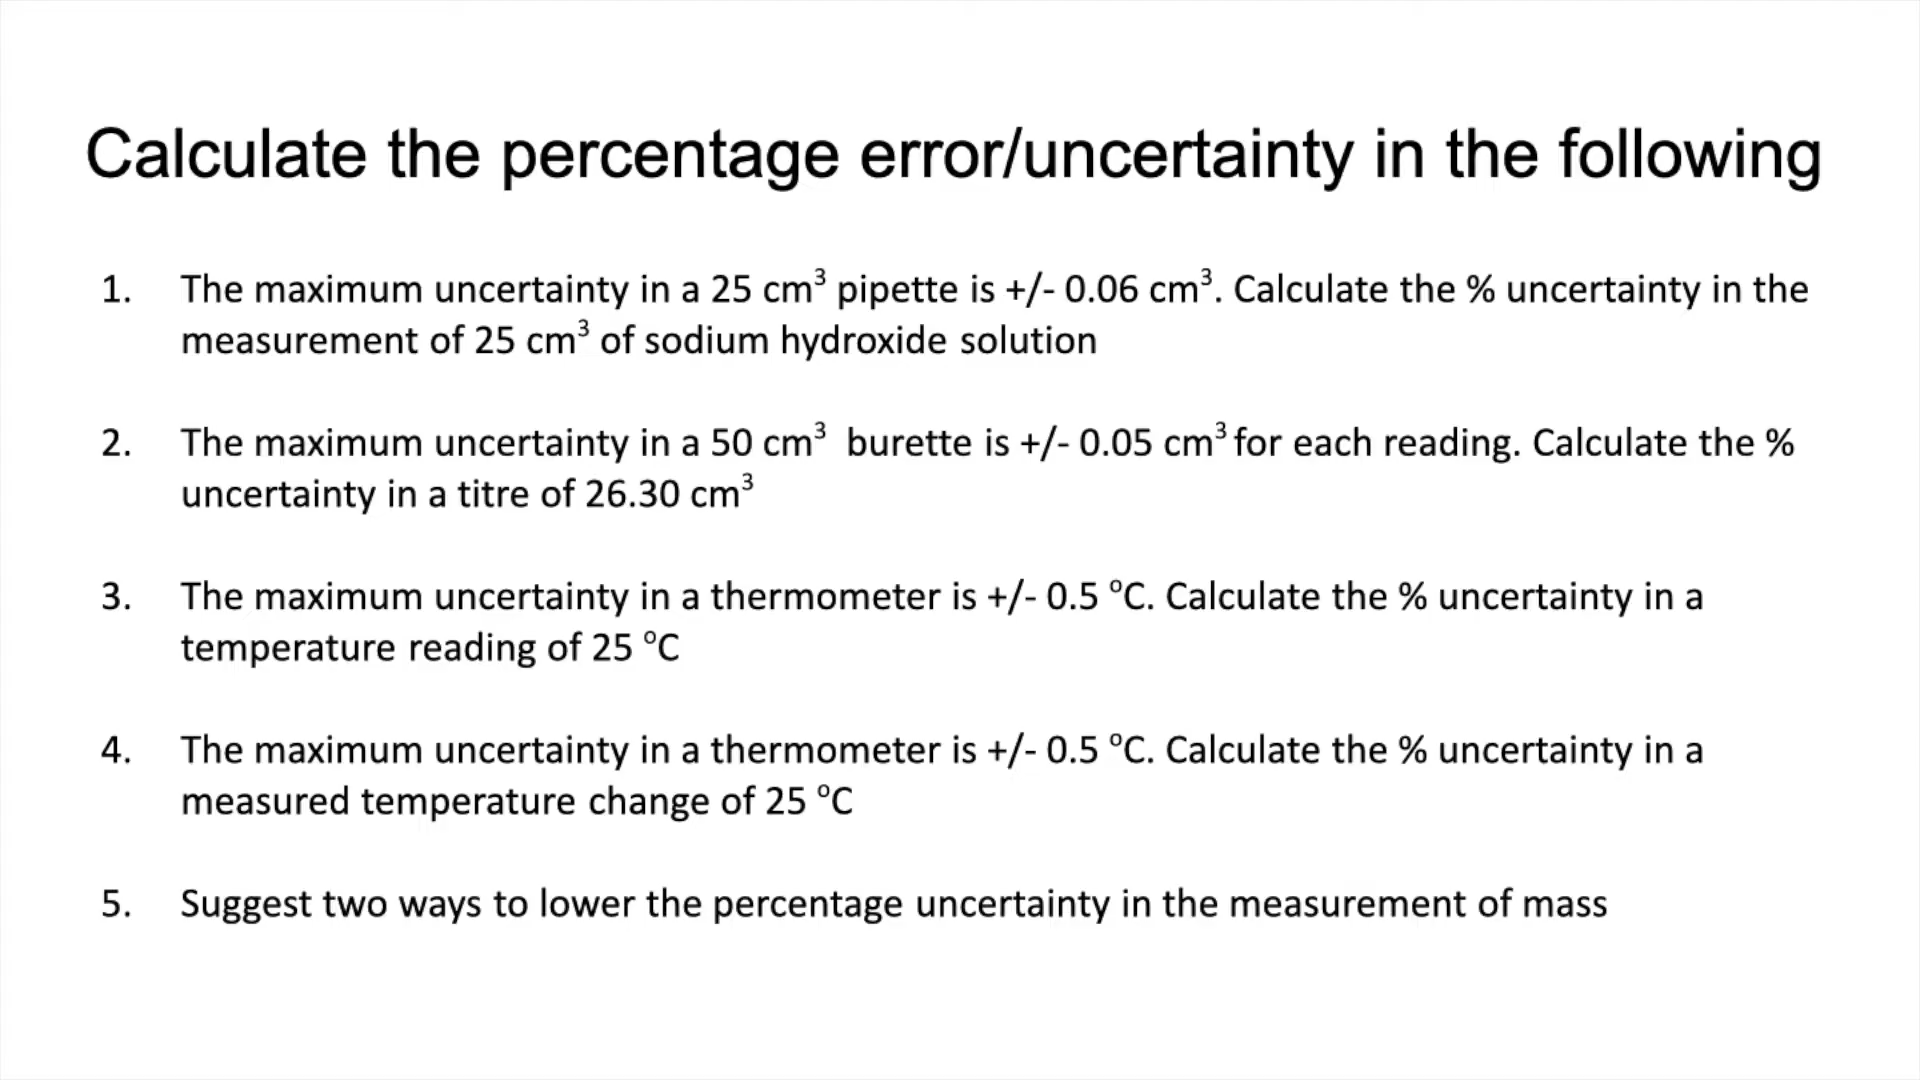 Calculate the percentage error/uncertainty in the following
1. The maximum uncertainty in a 25 cm³ pipette is +/- 0.06 cm³. Calculate the % uncertainty in the
measurement of 25 cm³ of sodium hydroxide solution
2. The maximum uncertainty in a 50 cm³ burette is +/- 0.05 cm³ for each reading. Calculate the %
uncertainty in a titre of 26.30 cm³
3. The maximum uncertainty in a thermometer is +/- 0.5 ºC. Calculate the % uncertainty in a
temperature reading of 25 ºC
4. The maximum uncertainty in a thermometer is +/- 0.5 ºC. Calculate the % uncertainty in a
measured temperature change of 25 ºC
5. Suggest two ways to lower the percentage uncertainty in the measurement of mass